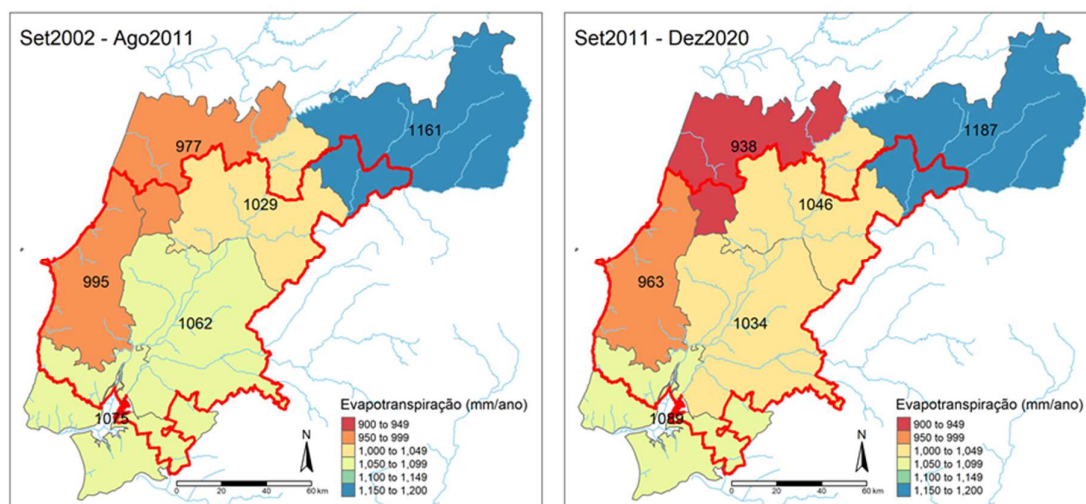 Set2002 - Ago2011
977
1161
1029
995
1062
1075
Evapotranspiração (mm/ano)
900 to 949
950 to 999
1,000 to 1,049
1,050 to 1,099
1,100 to 1,149
1,150 to 1,200
N
0 20 40 60 km
Set2011 - Dez2020
938
1187
1046
963
1034
1089
Evapotranspiração (mm/ano)
900 to 949
950 to 999
1,000 to 1,049
1,050 to 1,099
1,100 to 1,149
1,150 to 1,200
N
0 20 40 60 km